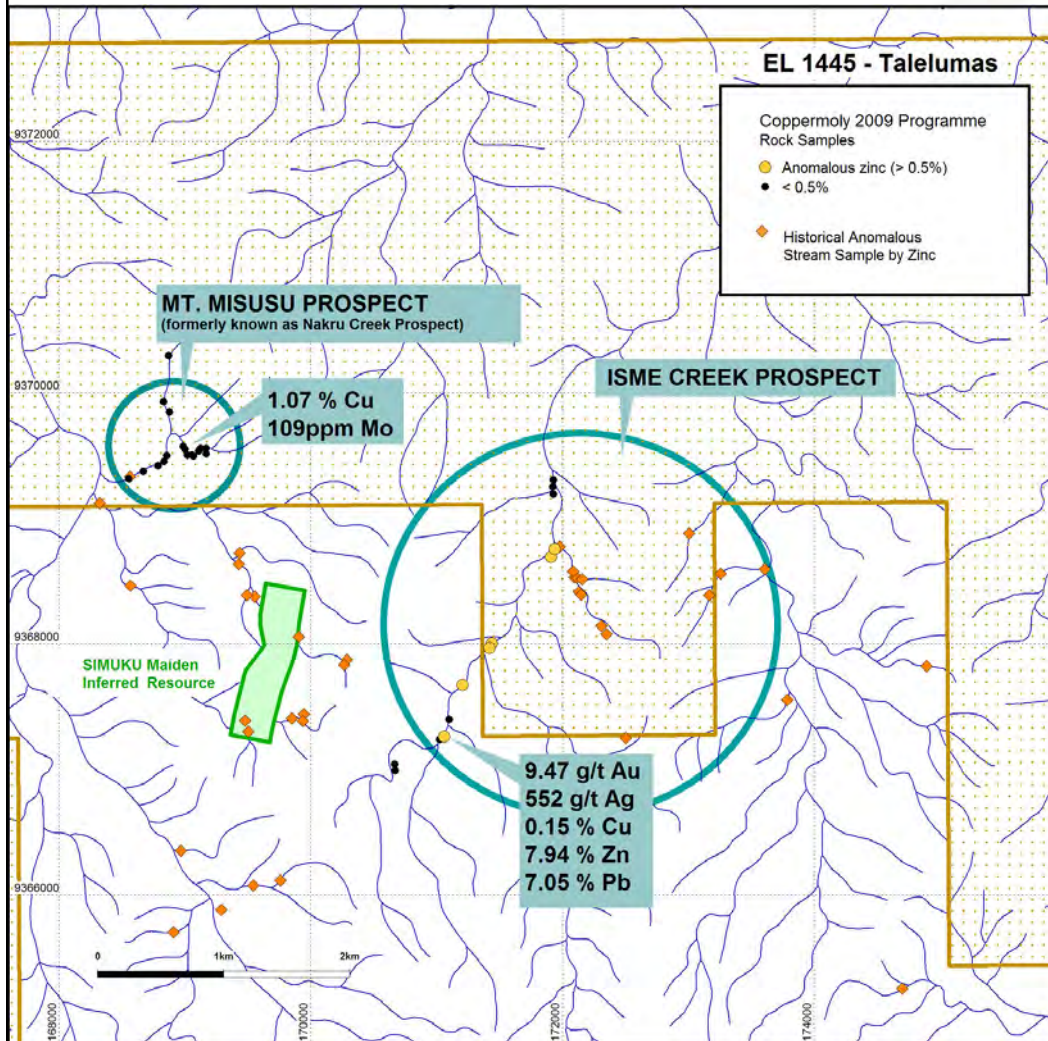 EL 1445 - Talelumas
Coppermoly 2009 Programme
Rock Samples
Anomalous zinc (> 0.5%)
< 0.5%
Historical Anomalous
Stream Sample by Zinc
9372000
MT. MISUSU PROSPECT
(formerly known as Nakru Creek Prospect)
9370000
1.07 % Cu
109ppm Mo
ISME CREEK PROSPECT
9368000
SIMUKU Maiden
Inferred Resource
9.47 g/t Au
552 g/t Ag
0.15 % Cu
7.94 % Zn
7.05 % Pb
9366000
0 1km 2km
168000
170000
172000
174000